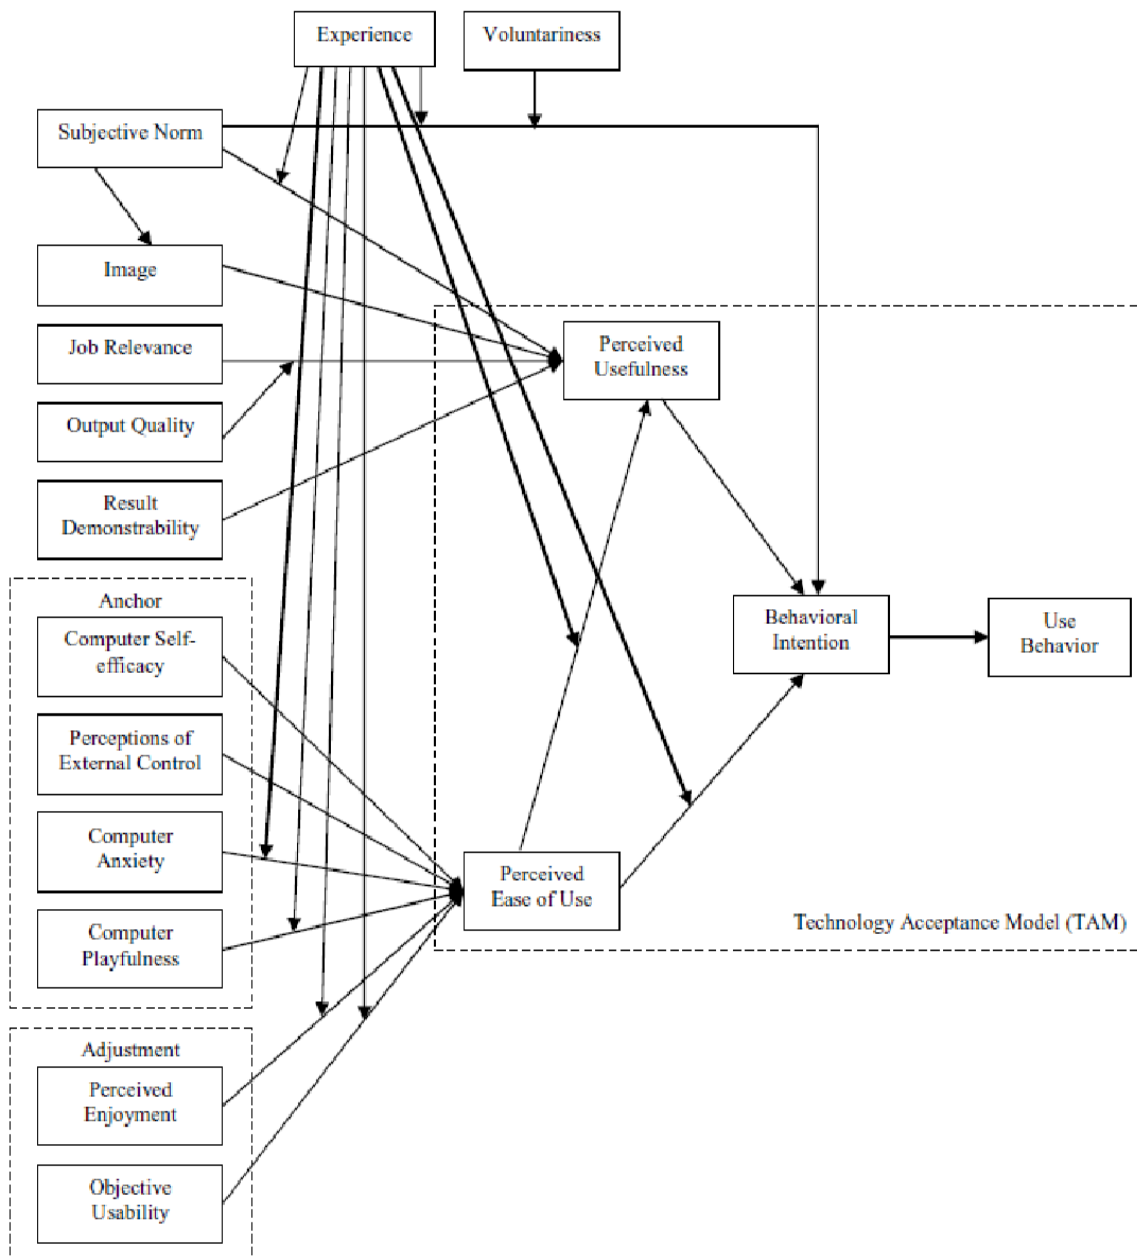 Experience
Voluntariness
Subjective Norm
Image
Job Relevance
Perceived
Usefulness
Output Quality
Result
Demonstrability
Anchor
Computer Self-
efficacy
Behavioral
Intention
Use
Behavior
Perceptions of
External Control
Computer
Anxiety
Perceived
Ease of Use
Technology Acceptance Model (TAM)
Computer
Playfulness
Adjustment
Perceived
Enjoyment
Objective
Usability